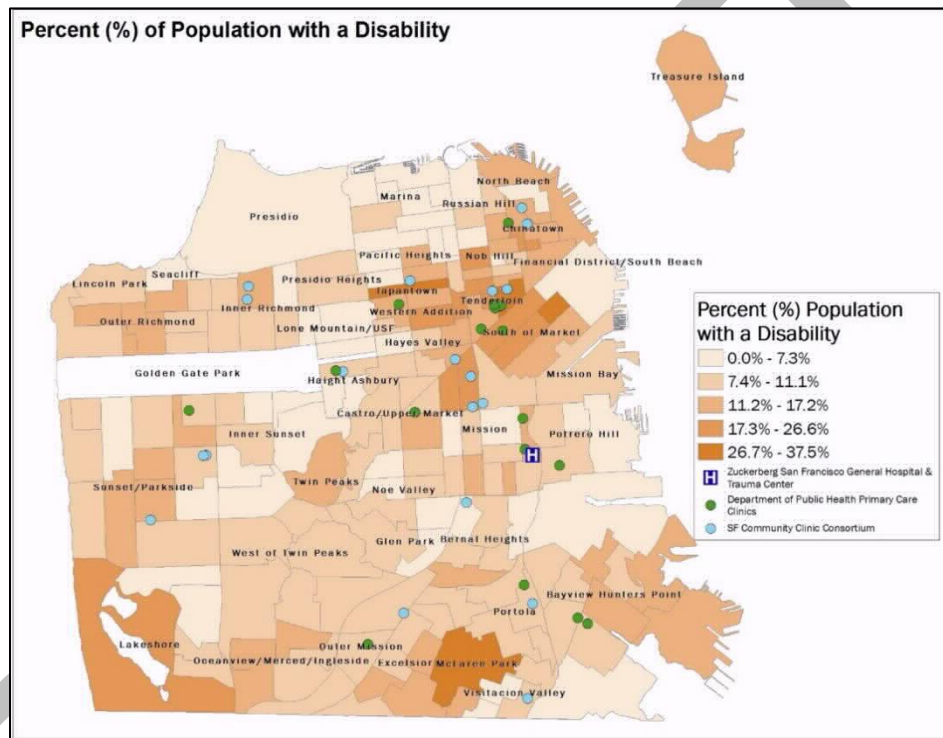 Percent (%) of Population with a Disability
Treasure Island
North Beach
Marina
Russian Hill
Presidio
Chinatown
Pacific Heights
Nob Hill
Financial District/South Beach
Seacliff
Lincoln Park
Presidio Heights
Japantown
Tenderloin
Inner Richmond
Western Addition
Outer Richmond
Lone Mountain/USF
South of Market
Hayes Valley
Golden Gate Park
Mission Bay
Haight Ashbury
Castro/Upper Market
Inner Sunset
Mission
Potrero Hill
Sunset/Parkside
Twin Peaks
Noe Valley
Glen Park
Bernal Heights
West of Twin Peaks
Bayview Hunters Point
Portola
Lakeshore
Outer Mission
Oceanview/Merced/Ingleside
Excelsior
McLaren Park
Visitacion Valley
Percent (%) Population
with a Disability
0.0% - 7.3%
7.4% - 11.1%
11.2% - 17.2%
17.3% - 26.6%
26.7% - 37.5%
H
H Zuckerberg San Francisco General Hospital &
Trauma Center
Department of Public Health Primary Care
Clinics
SF Community Clinic Consortium